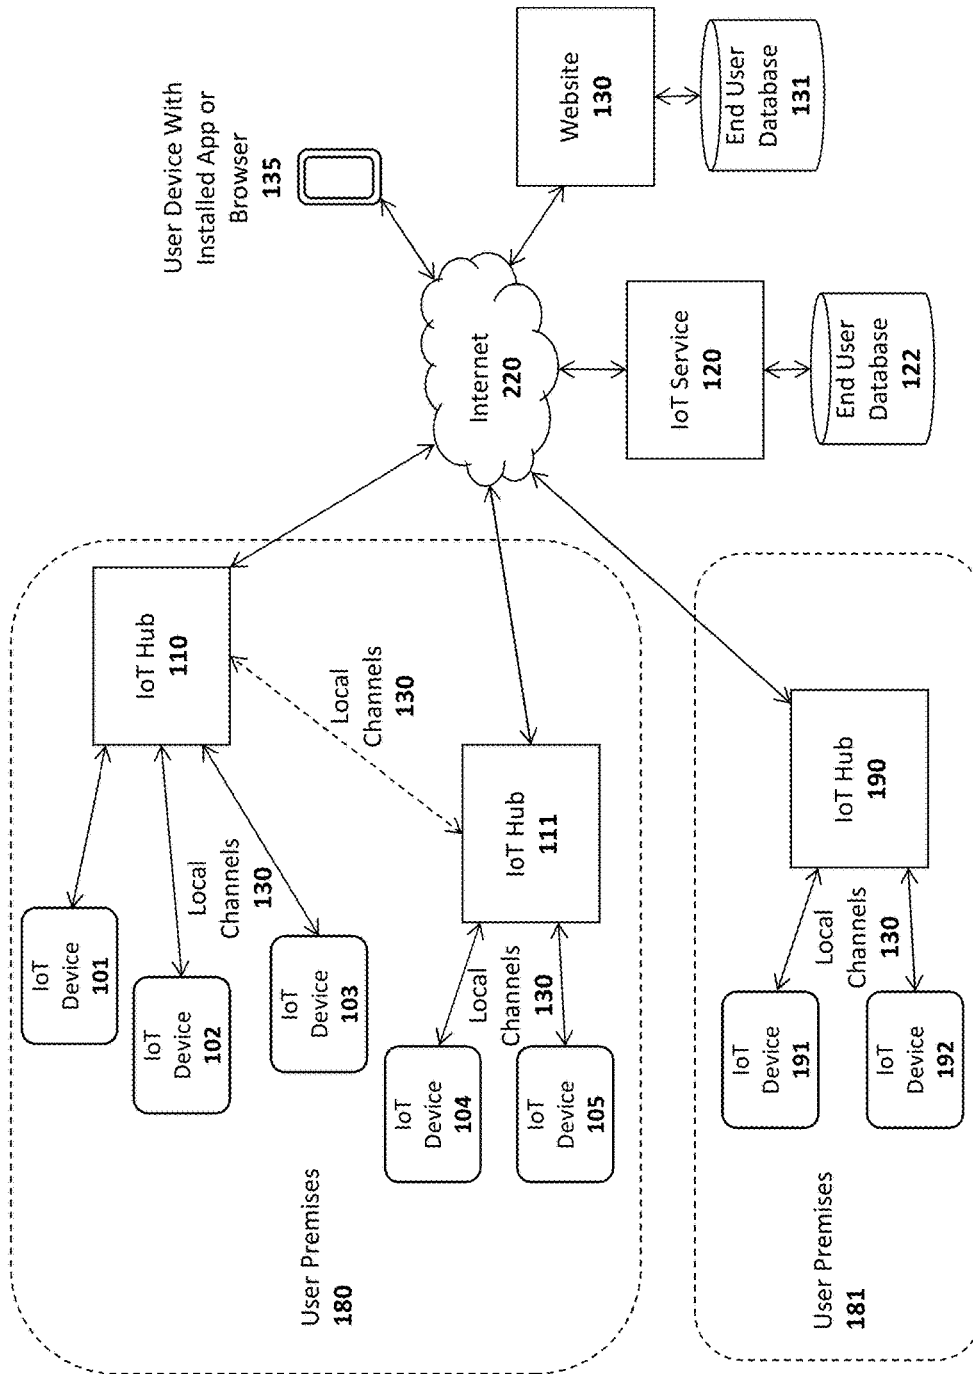 User Premises
180
IoT
Device
101
IoT
Device
102
IoT
Device
103
Local
Channels
130
IoT Hub
110
Local
Channels
130
IoT
Device
104
IoT
Device
105
Local
Channels
130
IoT Hub
111
User Premises
181
IoT
Device
191
IoT
Device
192
Local
Channels
130
IoT Hub
190
Internet
220
User Device With
Installed App or
Browser
135
IoT Service
120
End User
Database
122
Website
130
End User
Database
131